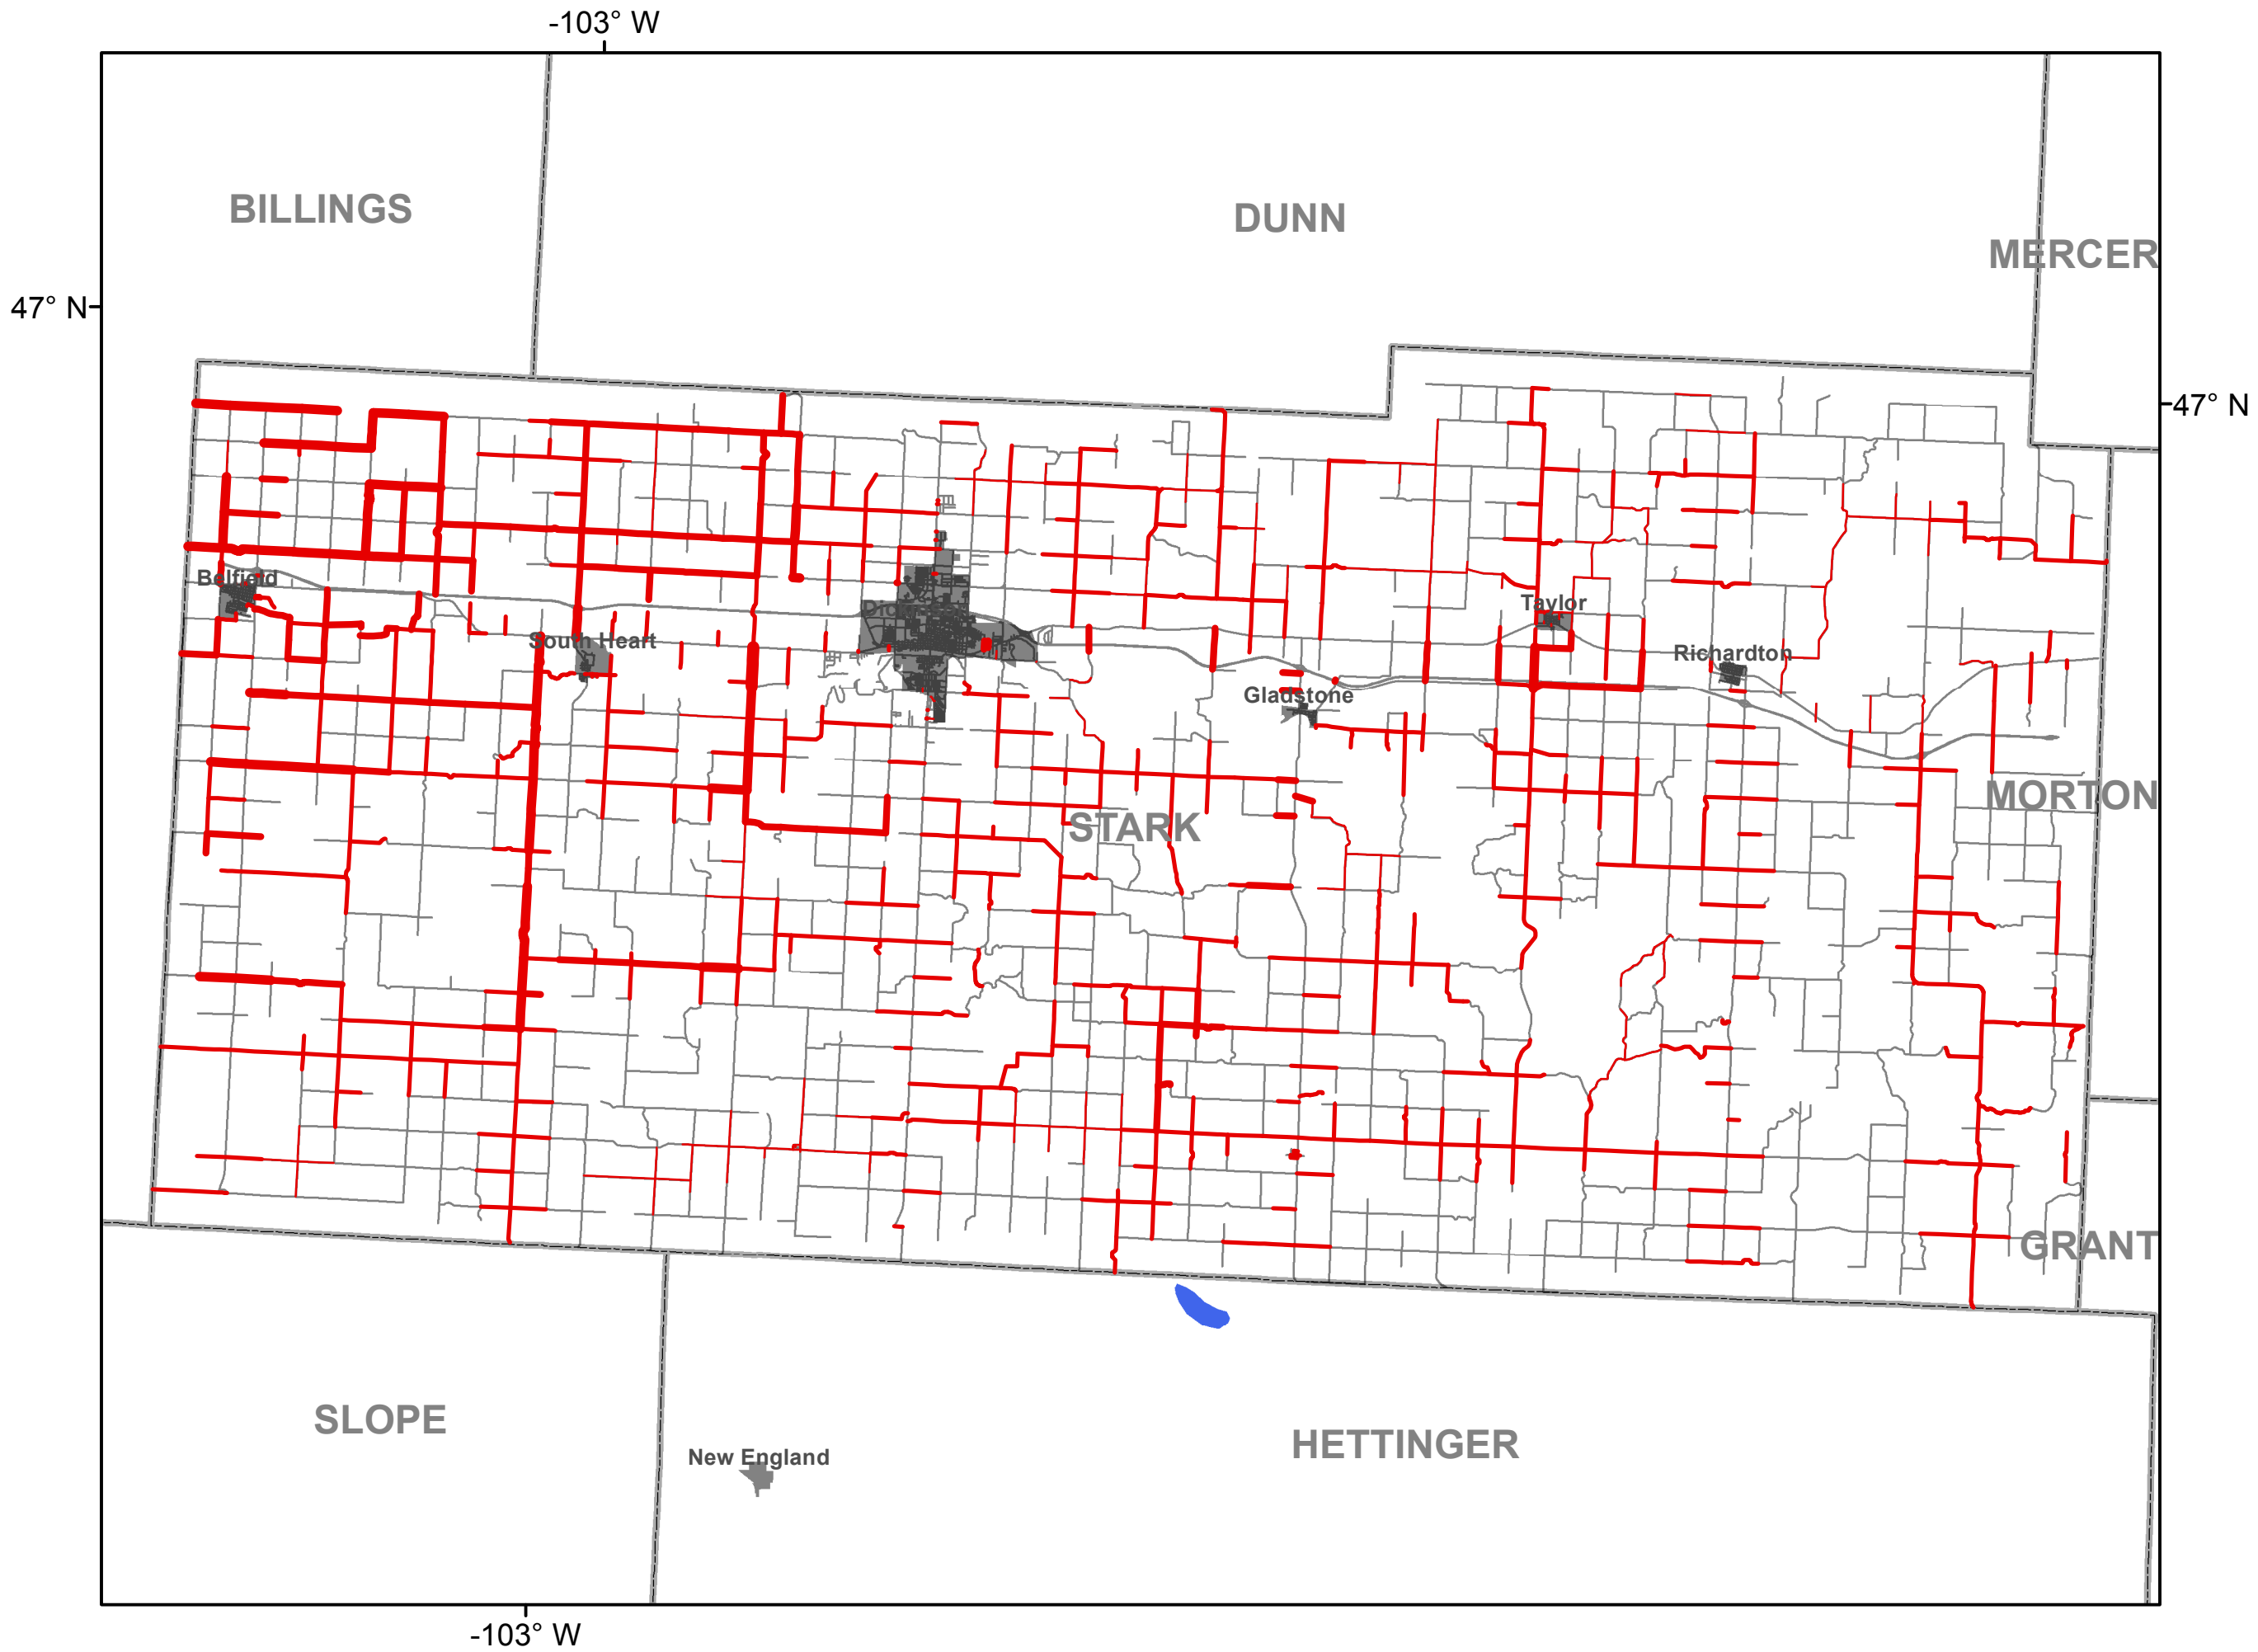 -103° W
BILLINGS
DUNN
MERCER
47° N
47° N
Belfield
Taylor
South Heart
Richardton
Gladstone
MORTON
STARK
GRANT
SLOPE
HETTINGER
New England
-103° W